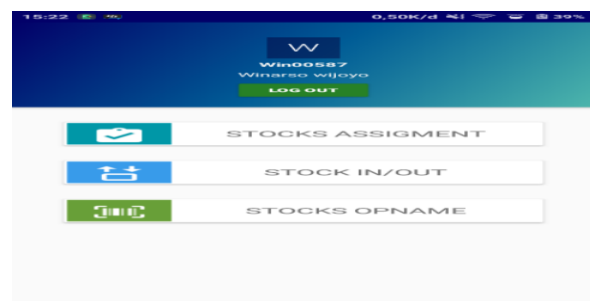 15:22 0,50K/d 39%
W
Win00587
Winarso wijoyo
LOG OUT
STOCKS ASSIGMENT
STOCK IN/OUT
STOCKS OPNAME